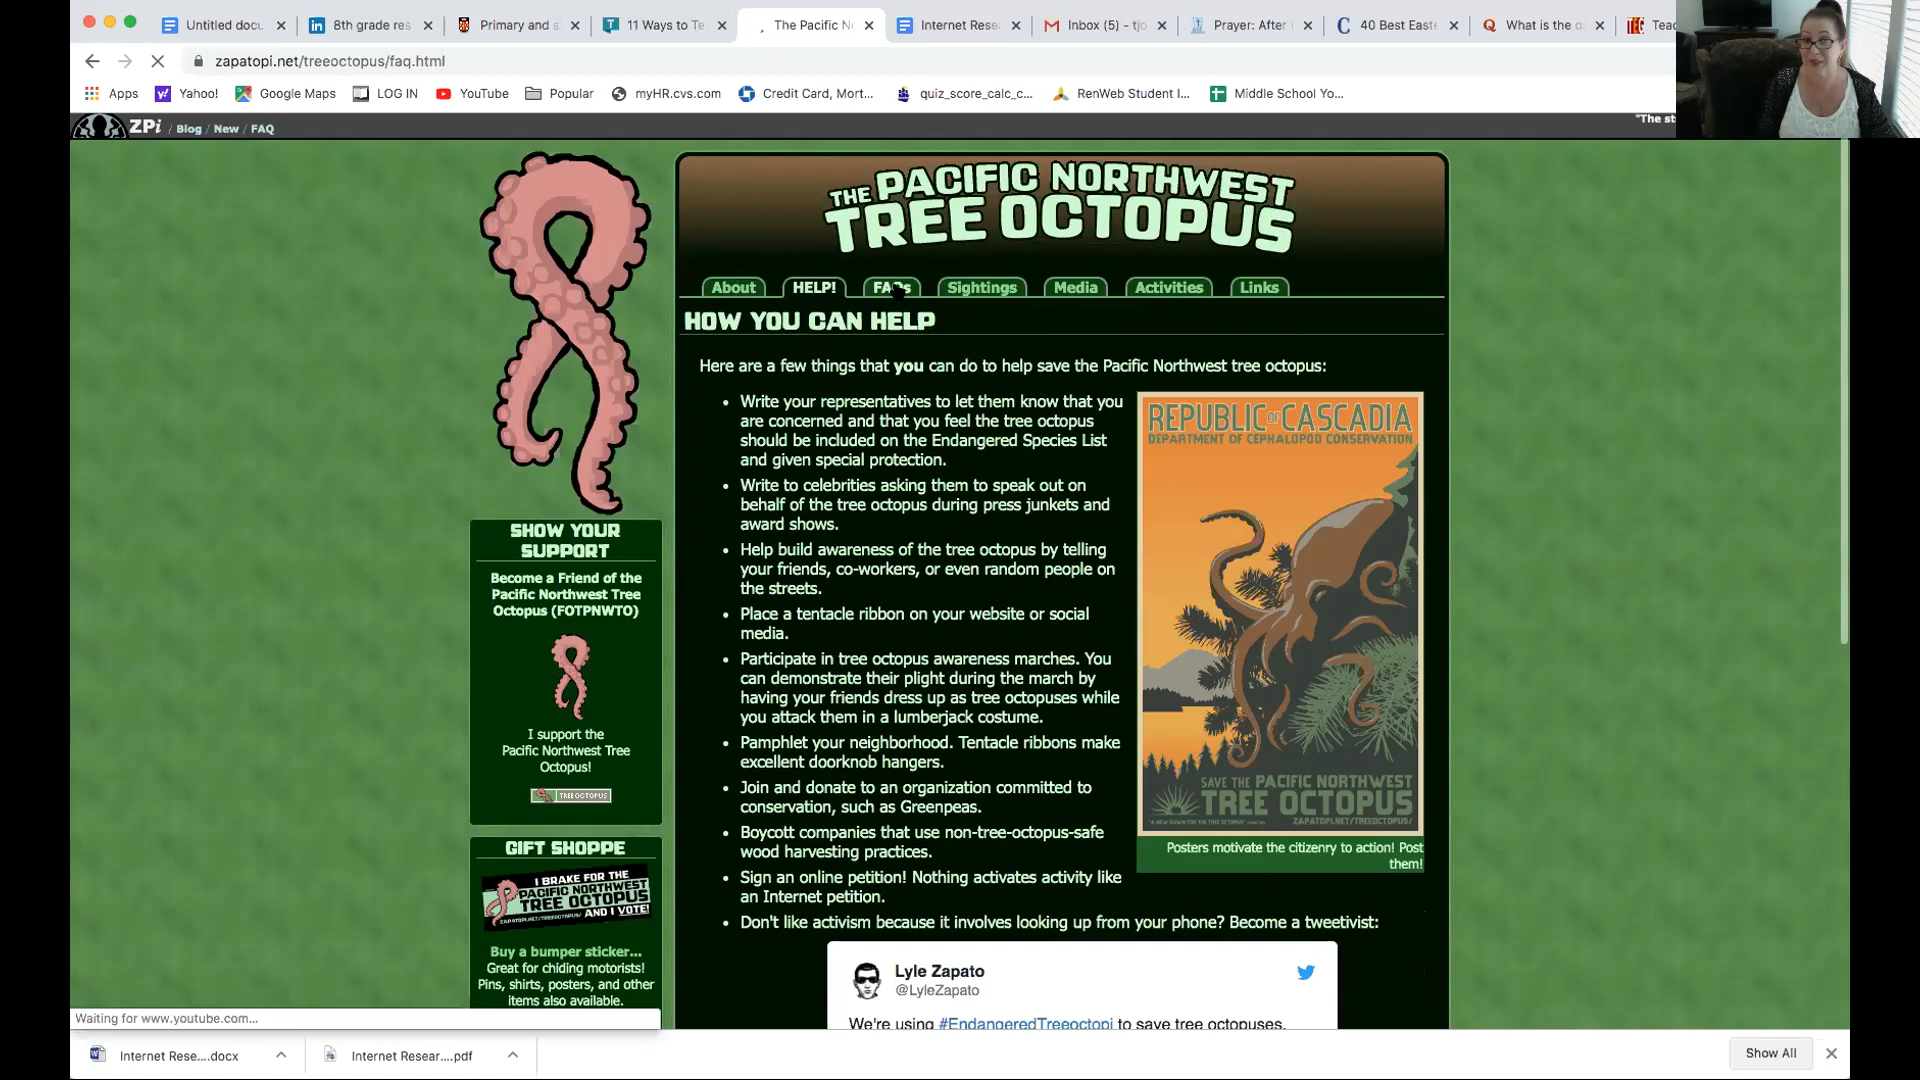 Untitled docu
8th grade res
Primary and s
11 Ways to Te
The Pacific N
Internet Rese
Inbox (5) - tjo
Prayer: After
40 Best Easte
What is the o
Teac
zapatopi.net/treeoctopus/faq.html
Apps
Yahoo!
Google Maps
LOG IN
YouTube
Popular
myHR.cvs.com
Credit Card, Mort...
quiz_score_calc_c...
RenWeb Student I...
Middle School Yo...
ZPi / Blog / New / FAQ
"The st
THE PACIFIC NORTHWEST
TREE OCTOPUS
About
HELP!
FAQs
Sightings
Media
Activities
Links
HOW YOU CAN HELP
Here are a few things that you can do to help save the Pacific Northwest tree octopus:
• Write your representatives to let them know that you
are concerned and that you feel the tree octopus
should be included on the Endangered Species List
and given special protection.
• Write to celebrities asking them to speak out on
behalf of the tree octopus during press junkets and
award shows.
• Help build awareness of the tree octopus by telling
your friends, co-workers, or even random people on
the streets.
• Place a tentacle ribbon on your website or social
media.
• Participate in tree octopus awareness marches. You
can demonstrate their plight during the march by
having your friends dress up as tree octopuses while
you attack them in a lumberjack costume.
• Pamphlet your neighborhood. Tentacle ribbons make
excellent doorknob hangers.
• Join and donate to an organization committed to
conservation, such as Greenpeas.
• Boycott companies that use non-tree-octopus-safe
wood harvesting practices.
• Sign an online petition! Nothing activates activity like
an Internet petition.
• Don't like activism because it involves looking up from your phone? Become a tweetivist:
REPUBLIC OF CASCADIA
DEPARTMENT OF CEPHALOPOD CONSERVATION
SAVE THE PACIFIC NORTHWEST
TREE OCTOPUS
ZAPATOPI.NET/TREEOCTOPUS/
Posters motivate the citizenry to action! Post
them!
Lyle Zapato
@LyleZapato
We're using #EndangeredTreeoctopi to save tree octopuses.
SHOW YOUR
SUPPORT
Become a Friend of the
Pacific Northwest Tree
Octopus (FOTPNWTO)
I support the
Pacific Northwest Tree
Octopus!
TREE OCTOPUS
GIFT SHOPPE
I BRAKE FOR THE
PACIFIC NORTHWEST
TREE OCTOPUS
ZAPATOPI.NET/TREEOCTOPUS/ AND I VOTE!
Buy a bumper sticker...
Great for chiding motorists!
Pins, shirts, posters, and other
items also available.
Waiting for www.youtube.com...
Internet Rese....docx
Internet Resear....pdf
Show All